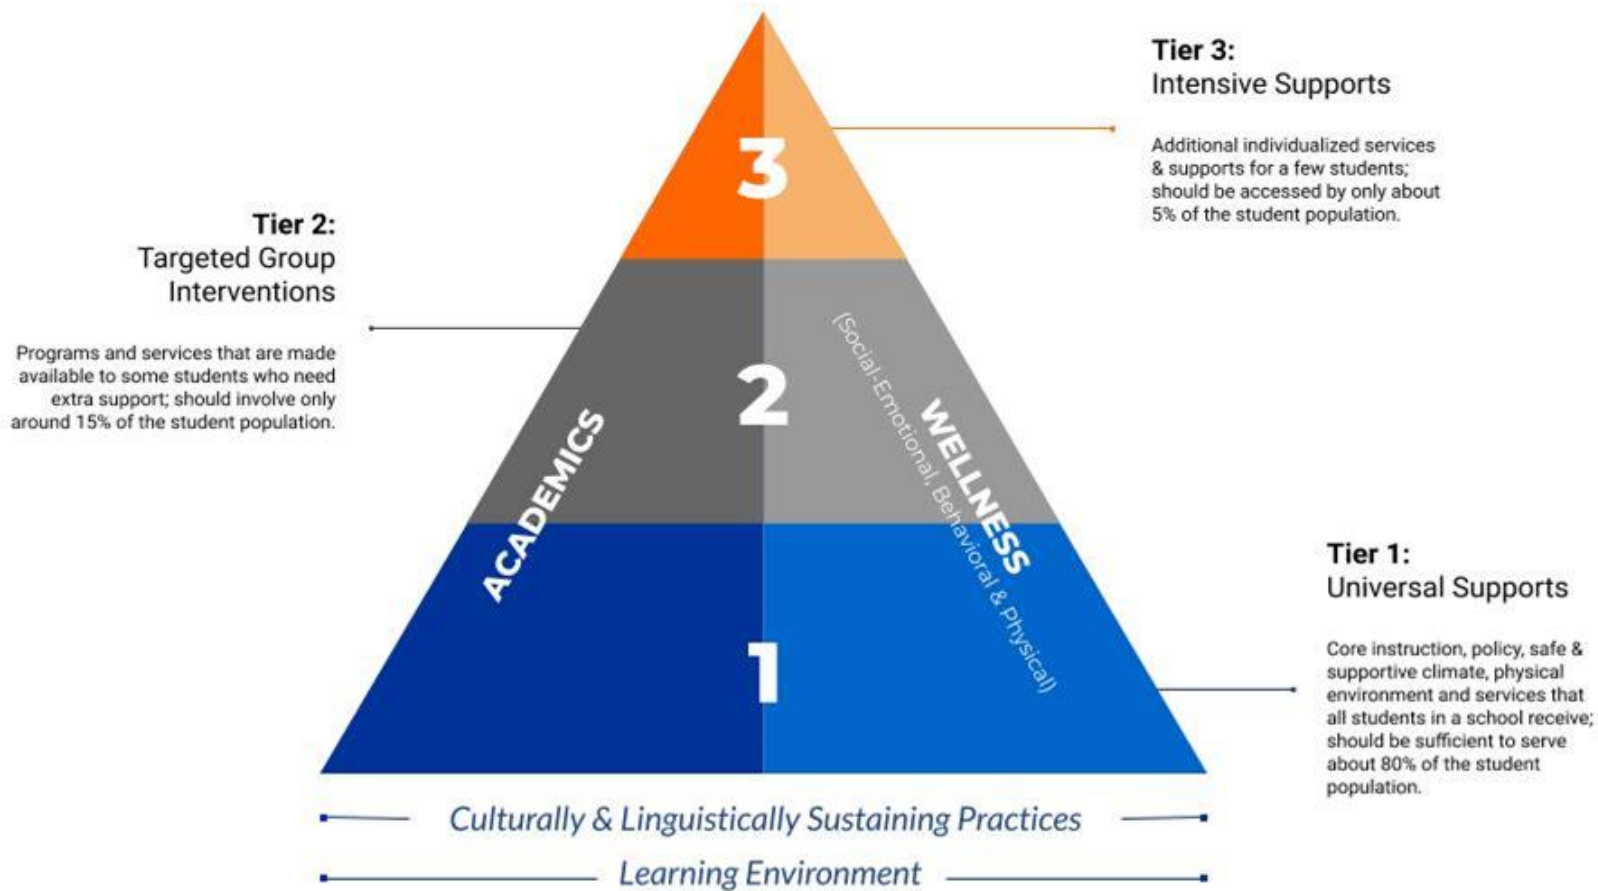 Tier 3:
Intensive Supports
Additional individualized services
& supports for a few students;
should be accessed by only about
5% of the student population.
3
Tier 2:
Targeted Group
Interventions
Programs and services that are made
available to some students who need
extra support; should involve only
around 15% of the student population.
2
ACADEMICS
WELLNESS
(Social-Emotional, Behavioral & Physical)
Tier 1:
Universal Supports
Core instruction, policy, safe &
supportive climate, physical
environment and services that
all students in a school receive;
should be sufficient to serve
about 80% of the student
population.
1
Culturally & Linguistically Sustaining Practices
Learning Environment